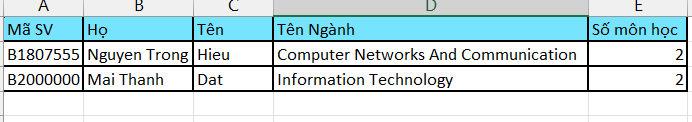 A B C D E
Mã SV Họ Tên Tên Ngành Số môn học
B1807555 Nguyen Trong Hieu Computer Networks And Communication 2
B2000000 Mai Thanh Dat Information Technology 2